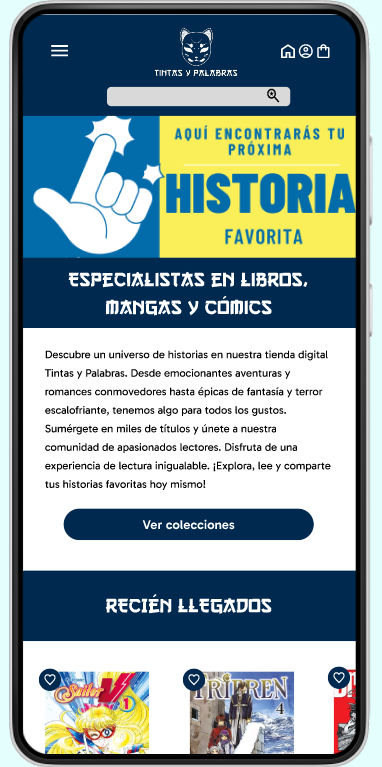 TINTAS Y PALABRAS
AQUÍ ENCONTRARÁS TU
PRÓXIMA
HISTORIA
FAVORITA
ESPECIALISTAS EN LIBROS,
MANGAS Y CÓMICS
Descubre un universo de historias en nuestra tienda digital
Tintas y Palabras. Desde emocionantes aventuras y
romances conmovedores hasta épicas de fantasía y terror
escalofriante, tenemos algo para todos los gustos.
Sumérgete en miles de títulos y únete a nuestra
comunidad de apasionados lectores. Disfruta de una
experiencia de lectura inigualable. ¡Explora, lee y comparte
tus historias favoritas hoy mismo!
Ver colecciones
RECIÉN LLEGADOS
Sailor V 1
FRIEREN
4